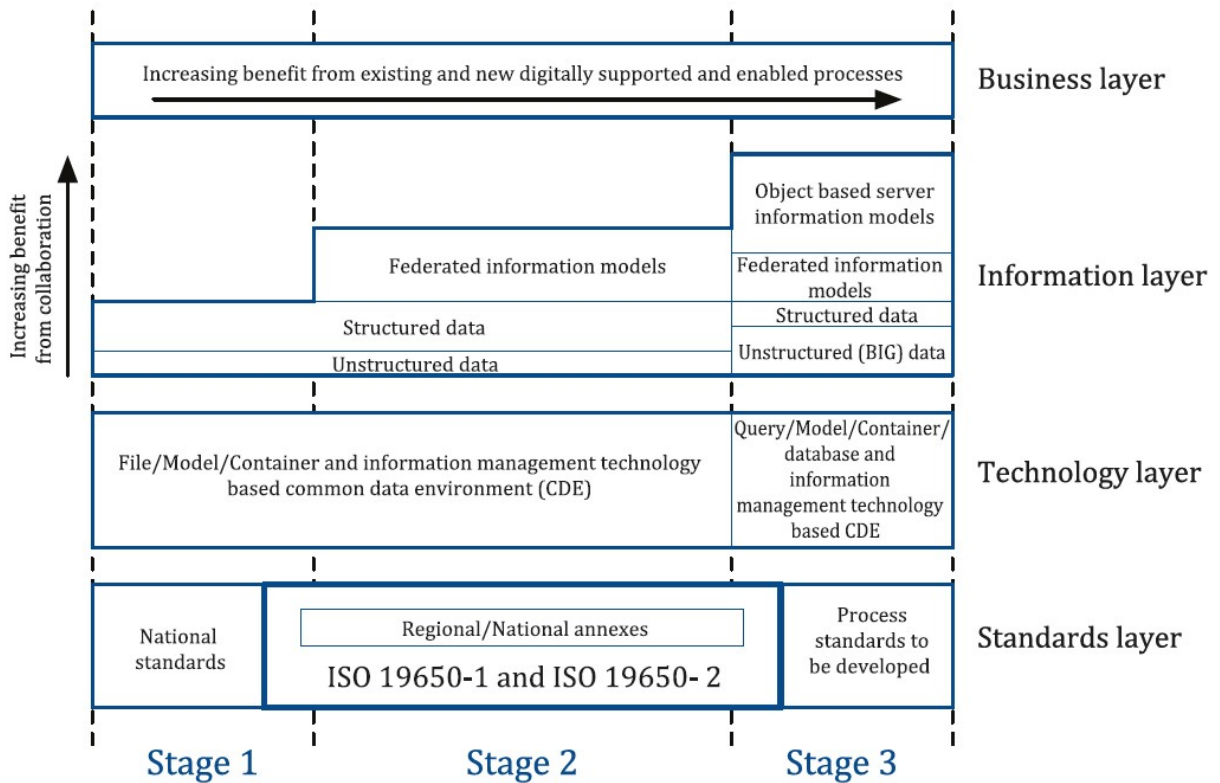 Increasing benefit from existing and new digitally supported and enabled processes
Business layer
Increasing benefit
from collaboration
Object based server
information models
Federated information models
Federated information
models
Information layer
Structured data
Structured data
Unstructured data
Unstructured (BIG) data
File/Model/Container and information management technology
based common data environment (CDE)
Query/Model/Container/
database and
information
management technology
based CDE
Technology layer
National
standards
Regional/National annexes
ISO 19650-1 and ISO 19650- 2
Process
standards to
be developed
Standards layer
Stage 1
Stage 2
Stage 3